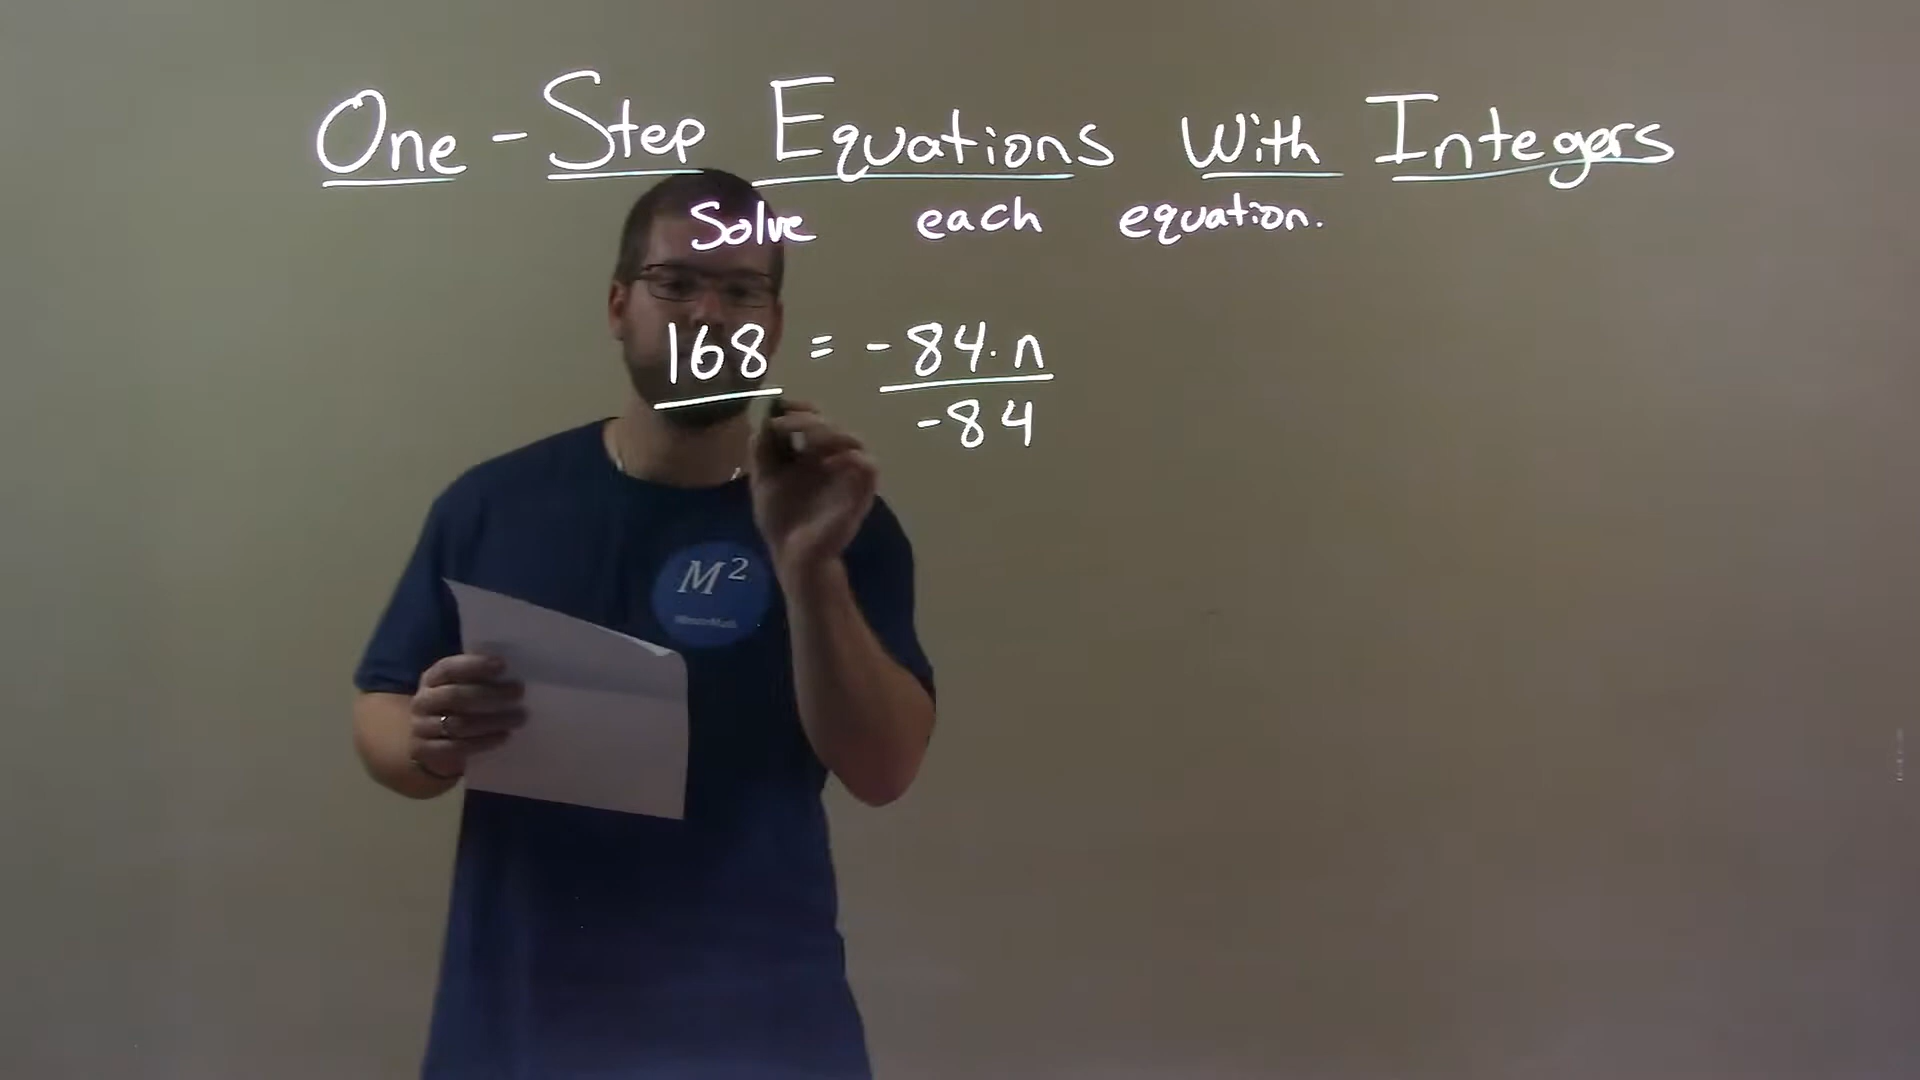 One-Step Equations With Integers
Solve each equation.
168 = -84·n
-84
M²